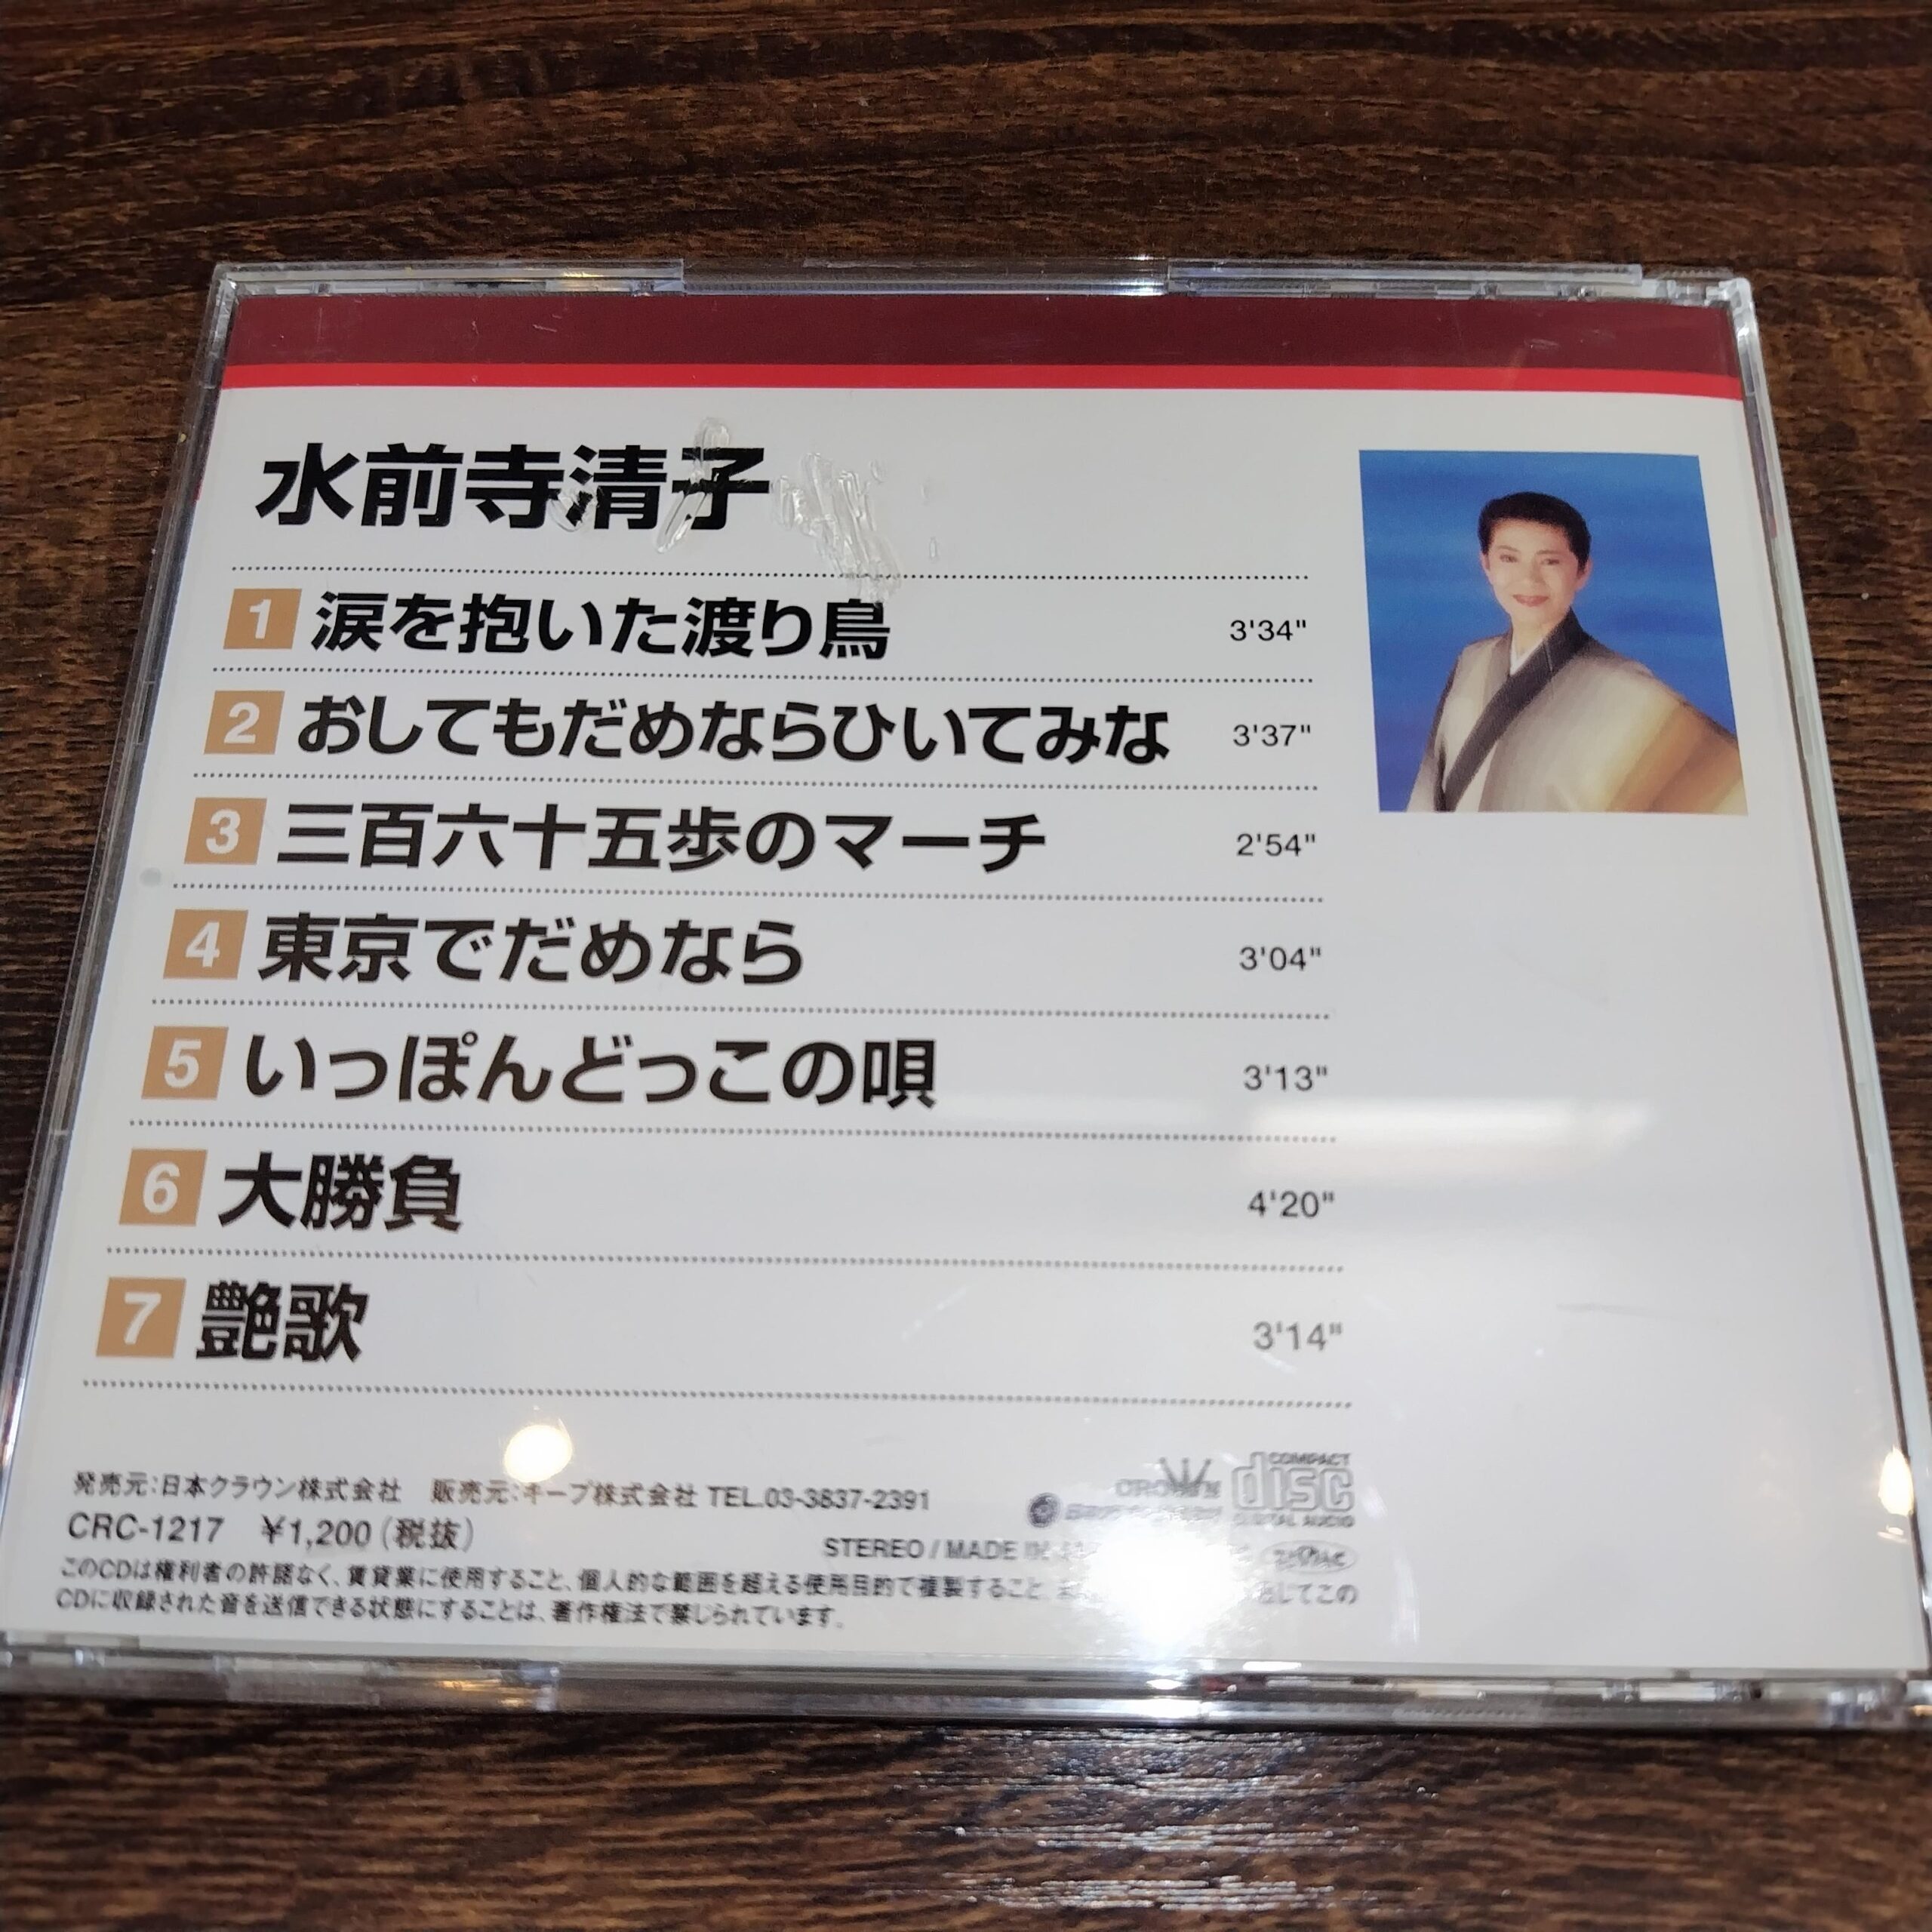 水前寺清子
1 涙を抱いた渡り鳥 3'34"
2 おしてもだめならひいてみな 3'37"
3 三百六十五歩のマーチ 2'54"
4 東京でだめなら 3'04"
5 いっぽんどっこの唄 3'13"
6 大勝負 4'20"
7 艶歌 3'14"
発売元:日本クラウン株式会社 販売元:キープ株式会社 TEL.03-3837-2391
CROWN
COMPACT
disc
DIGITAL AUDIO
CRC-1217 ¥1,200(税抜)
STEREO / MADE IN
このCDは権利者の許諾なく、賃貸業に使用すること、個人的な範囲を超える使用目的で複製すること、 してこの
CDに収録された音を送信できる状態にすることは、著作権法で禁じられています。